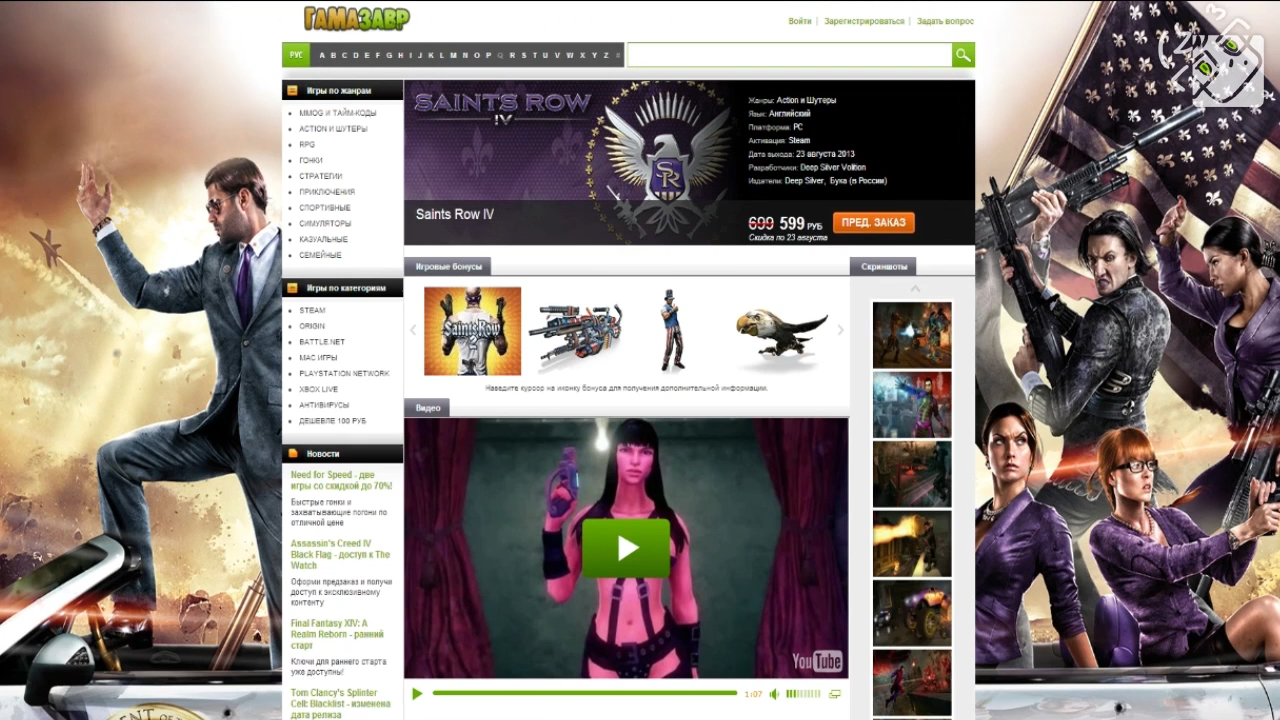 ГАМАЗАВР
Войти | Зарегистрироваться | Задать вопрос
РУС
A B C D E F G H I J K L M N O P Q R S T U V W X Y Z #
Игры по жанрам
MMOG И ТАЙМ-КОДЫ
ACTION И ШУТЕРЫ
RPG
ГОНКИ
СТРАТЕГИИ
ПРИКЛЮЧЕНИЯ
СПОРТИВНЫЕ
СИМУЛЯТОРЫ
КАЗУАЛЬНЫЕ
СЕМЕЙНЫЕ
Игры по категориям
STEAM
ORIGIN
BATTLE.NET
MAC ИГРЫ
PLAYSTATION NETWORK
XBOX LIVE
АНТИВИРУСЫ
ДЕШЕВЛЕ 100 РУБ
Новости
Need for Speed - две
игры со скидкой до 70%!
Быстрые гонки и
захватывающие погони по
отличной цене
Assassin's Creed IV
Black Flag - доступ к The
Watch
Оформи предзаказ и получи
доступ к эксклюзивному
контенту
Final Fantasy XIV: A
Realm Reborn - ранний
старт
Ключи для раннего старта
уже доступны!
Tom Clancy's Splinter
Cell: Blacklist - изменена
дата релиза
SAINTS ROW
IV
SR
Жанры: Action и Шутеры
Язык: Английский
Платформа: PC
Активация: Steam
Дата выхода: 23 августа 2013
Разработчики: Deep Silver Volition
Издатели: Deep Silver, Бука (в России)
Saints Row IV
699 599 РУБ
ПРЕД. ЗАКАЗ
Скидка по 23 августа
Игровые бонусы
Saints Row
Наведите курсор на иконку бонуса для получения дополнительной информации.
Видео
YouTube
1:07
Скриншоты